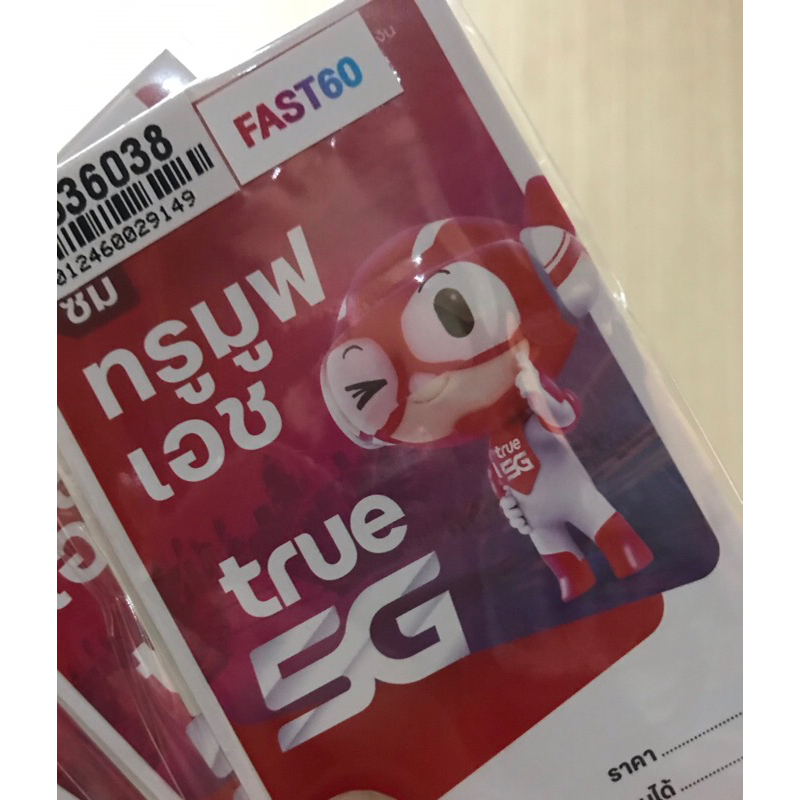 FAST60
36038
012460029149
ซิม
ทรูมูฟ
เอช
true
5G
true
5G
ราคา